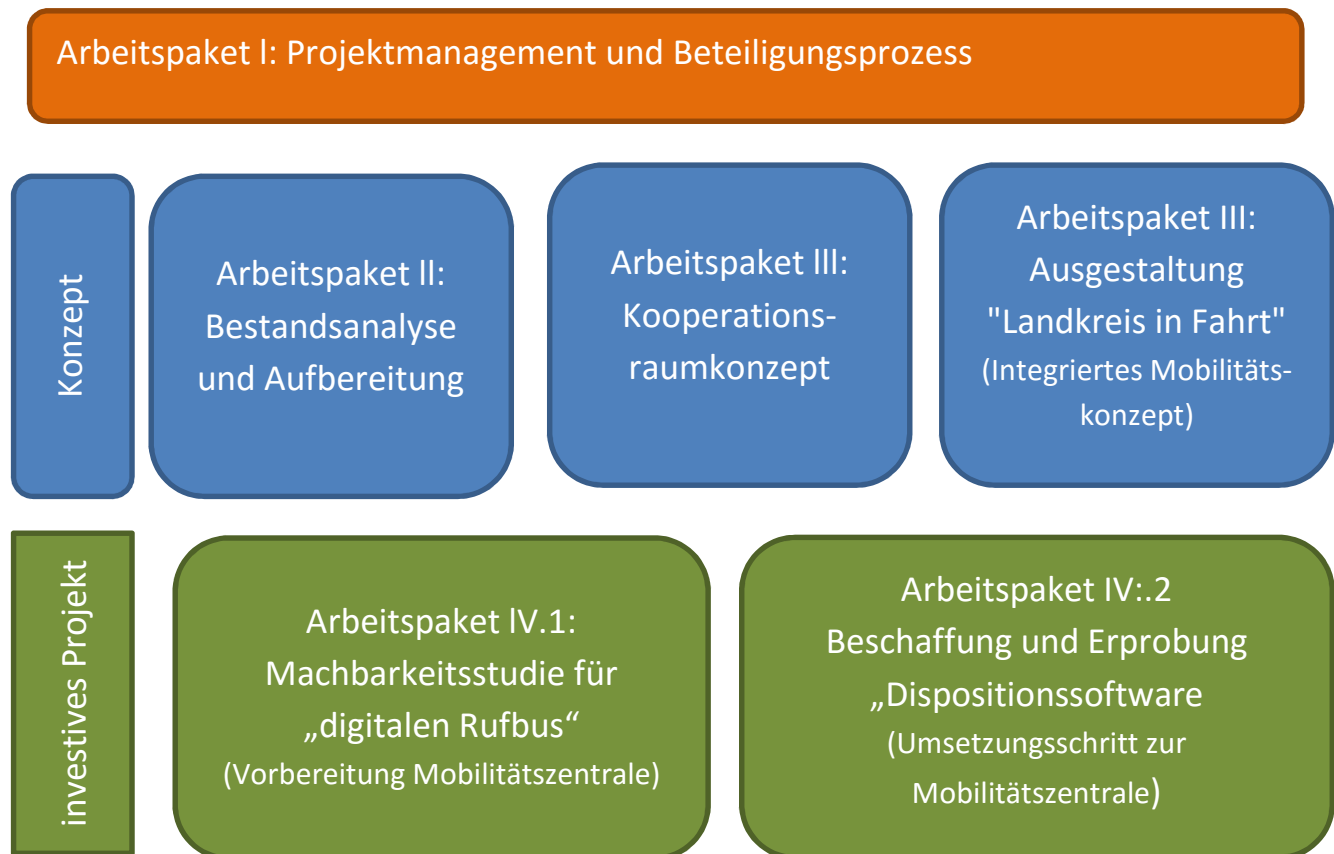 Arbeitspaket l: Projektmanagement und Beteiligungsprozess
Konzept
Arbeitspaket ll:
Bestandsanalyse
und Aufbereitung
Arbeitspaket lll:
Kooperations-
raumkonzept
Arbeitspaket III:
Ausgestaltung
"Landkreis in Fahrt"
(Integriertes Mobilitäts-
konzept)
investives Projekt
Arbeitspaket lV.1:
Machbarkeitsstudie für
„digitalen Rufbus“
(Vorbereitung Mobilitätszentrale)
Arbeitspaket IV:.2
Beschaffung und Erprobung
„Dispositionssoftware
(Umsetzungsschritt zur
Mobilitätszentrale)